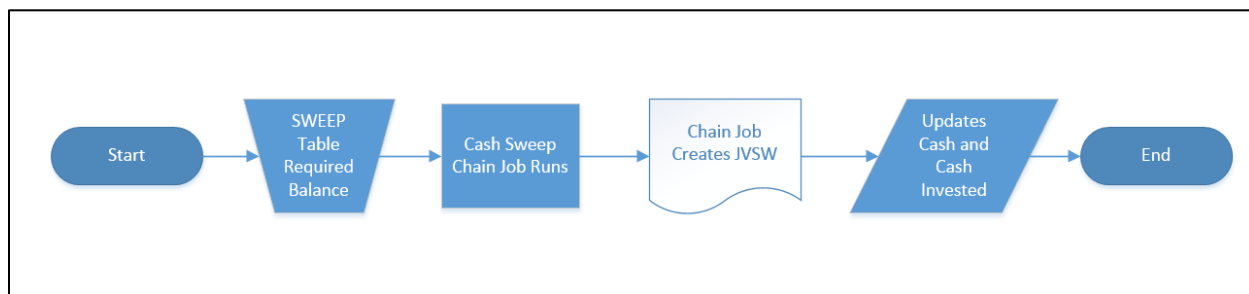 Start
SWEEP
Table
Required
Balance
Cash Sweep
Chain Job Runs
Chain Job
Creates JVSW
Updates
Cash and
Cash
Invested
End